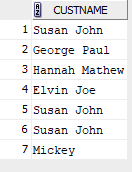 CUSTNAME
1 Susan John
2 George Paul
3 Hannah Mathew
4 Elvin Joe
5 Susan John
6 Susan John
7 Mickey